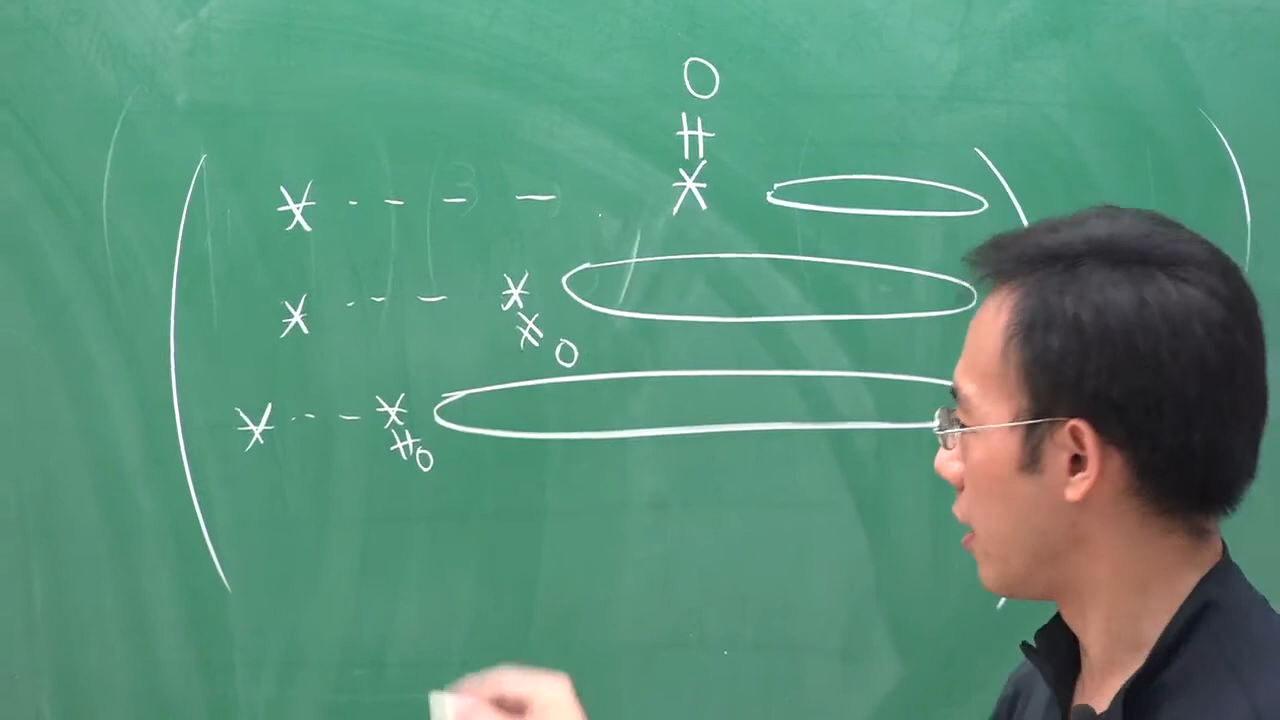 0
≠
( * - - - - * )
* - - - * ≠ 0
* - - - * ≠ 0